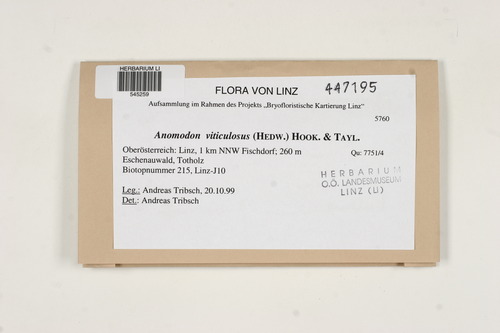 HERBARIUM LI
545259
FLORA VON LINZ
447195
Aufsammlung im Rahmen des Projekts „Bryofloristische Kartierung Linz“
5760
Anomodon viticulosus (HEDW.) HOOK. & TAYL.
Oberösterreich: Linz, 1 km NNW Fischdorf; 260 m
Qu: 7751/4
Eschenauwald, Totholz
Biotopnummer 215, Linz-J10
HERBARIUM
O.Ö. LANDESMUSEUM
LINZ (LI)
Leg.: Andreas Tribsch, 20.10.99
Det.: Andreas Tribsch